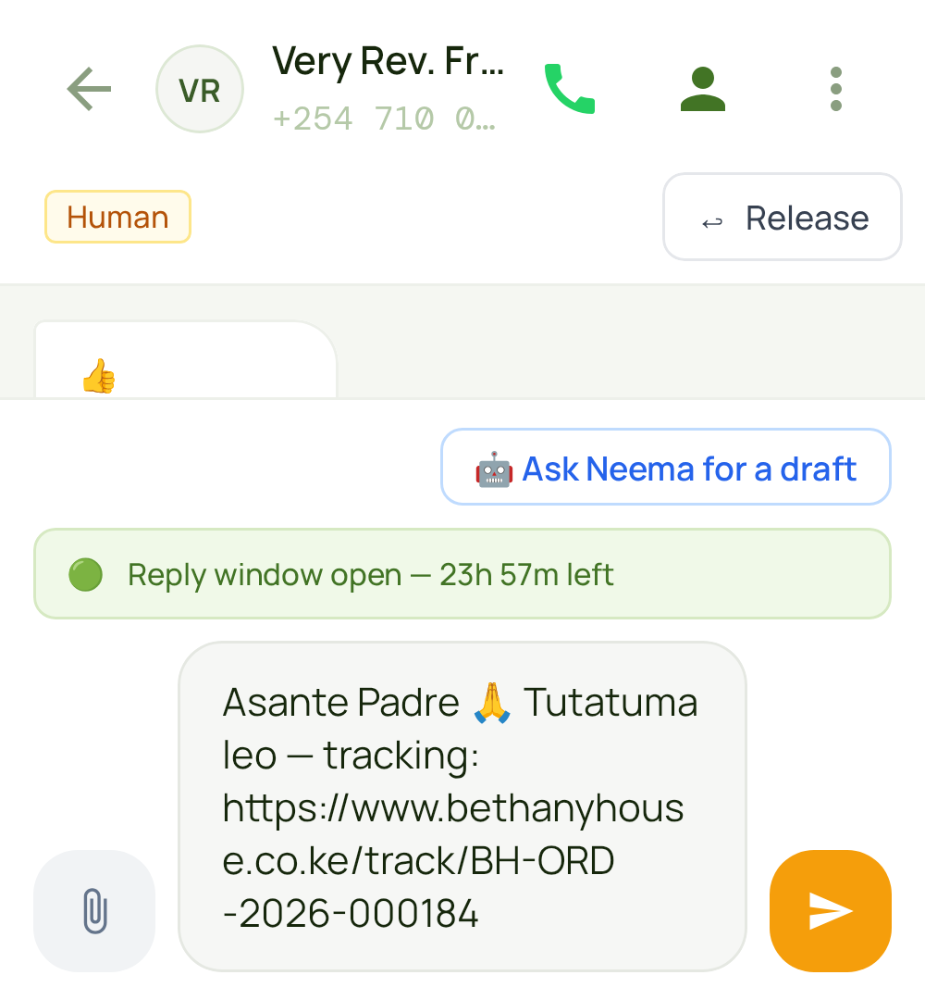 VR
Very Rev. Fr...
+254 710 0...
Human
↩ Release
👍
🤖 Ask Neema for a draft
🟢 Reply window open — 23h 57m left
Asante Padre 🙏 Tutatuma
leo — tracking:
https://www.bethanyhous
e.co.ke/track/BH-ORD
-2026-000184